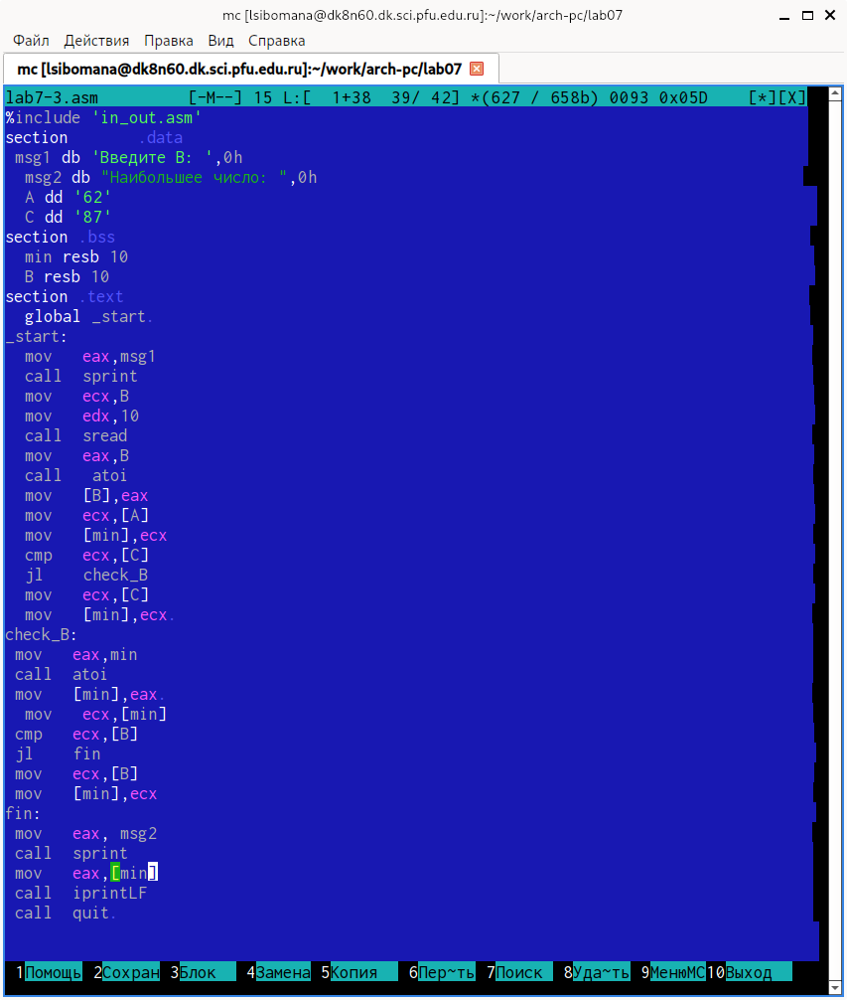 mc [lsibomana@dk8n60.dk.sci.pfu.edu.ru]:~/work/arch-pc/lab07
Файл Действия Правка Вид Справка
mc [lsibomana@dk8n60.dk.sci.pfu.edu.ru]:~/work/arch-pc/lab07
lab7-3.asm [-M--] 15 L:[ 1+38 39/ 42] *(627 / 658b) 0093 0x05D [*][X]
%include 'in_out.asm'
section .data
msg1 db 'Введите B: ',0h
msg2 db "Наибольшее число: ",0h
A dd '62'
C dd '87'
section .bss
min resb 10
B resb 10
section .text
global _start.
_start:
mov eax,msg1
call sprint
mov ecx,B
mov edx,10
call sread
mov eax,B
call atoi
mov [B],eax
mov ecx,[A]
mov [min],ecx
cmp ecx,[C]
jl check_B
mov ecx,[C]
mov [min],ecx.
check_B:
mov eax,min
call atoi
mov [min],eax.
mov ecx,[min]
cmp ecx,[B]
jl fin
mov ecx,[B]
mov [min],ecx
fin:
mov eax, msg2
call sprint
mov eax,[min]
call iprintLF
call quit.
1Помощь 2Сохран 3Блок 4Замена 5Копия 6Пер~ть 7Поиск 8Уда~ть 9МенюMC 10Выход